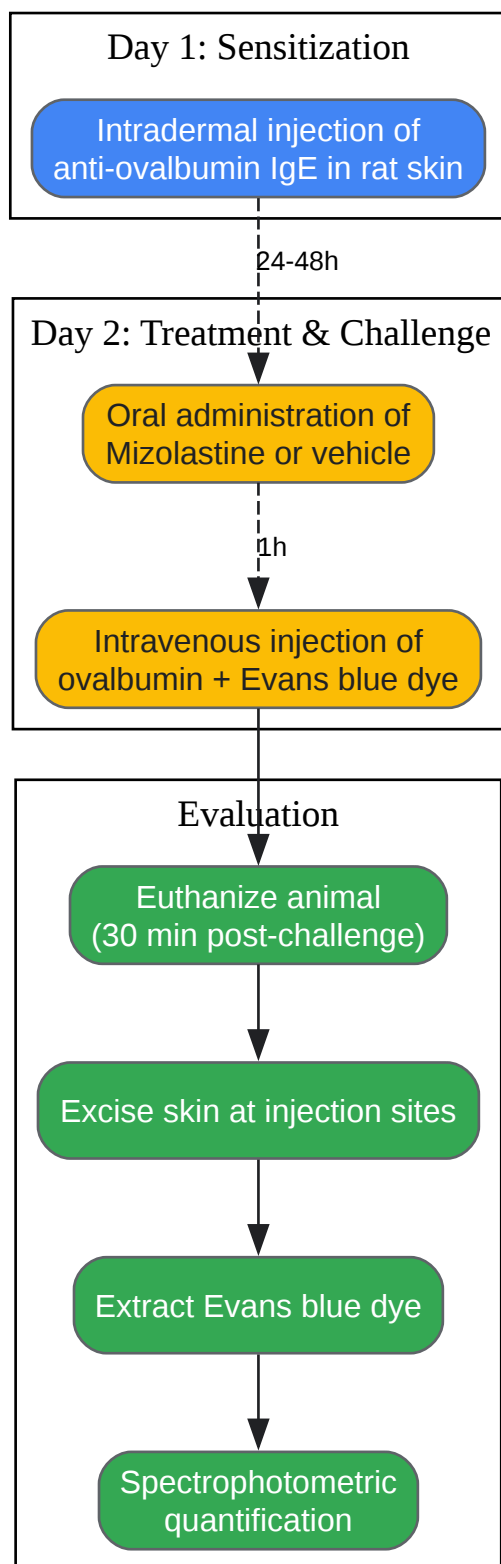 Day 1: Sensitization
Intradermal injection of
anti-ovalbumin IgE in rat skin
24-48h
Day 2: Treatment & Challenge
Oral administration of
Mizolastine or vehicle
1h
Intravenous injection of
ovalbumin + Evans blue dye
Evaluation
Euthanize animal
(30 min post-challenge)
Excise skin at injection sites
Extract Evans blue dye
Spectrophotometric
quantification